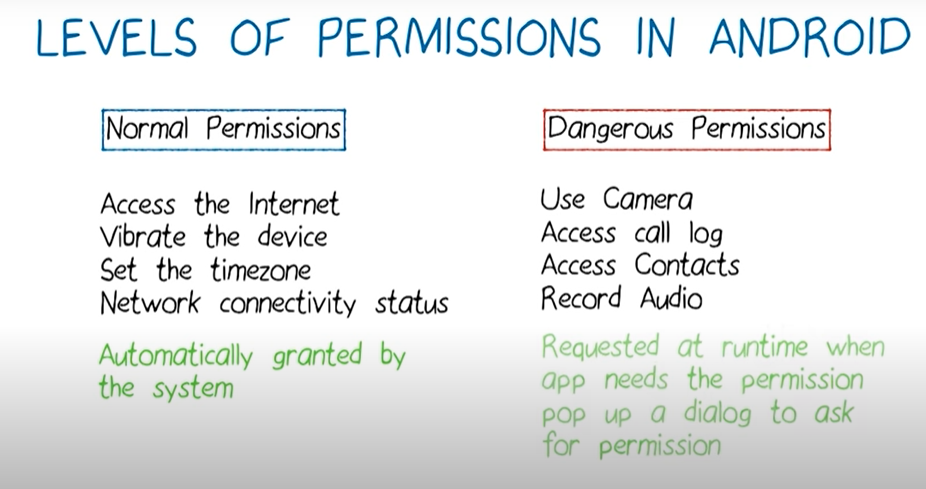 LEVELS OF PERMISSIONS IN ANDROID
Normal Permissions
Access the Internet
Vibrate the device
Set the timezone
Network connectivity status
Automatically granted by
the system
Dangerous Permissions
Use Camera
Access call log
Access Contacts
Record Audio
Requested at runtime when
app needs the permission
pop up a dialog to ask
for permission